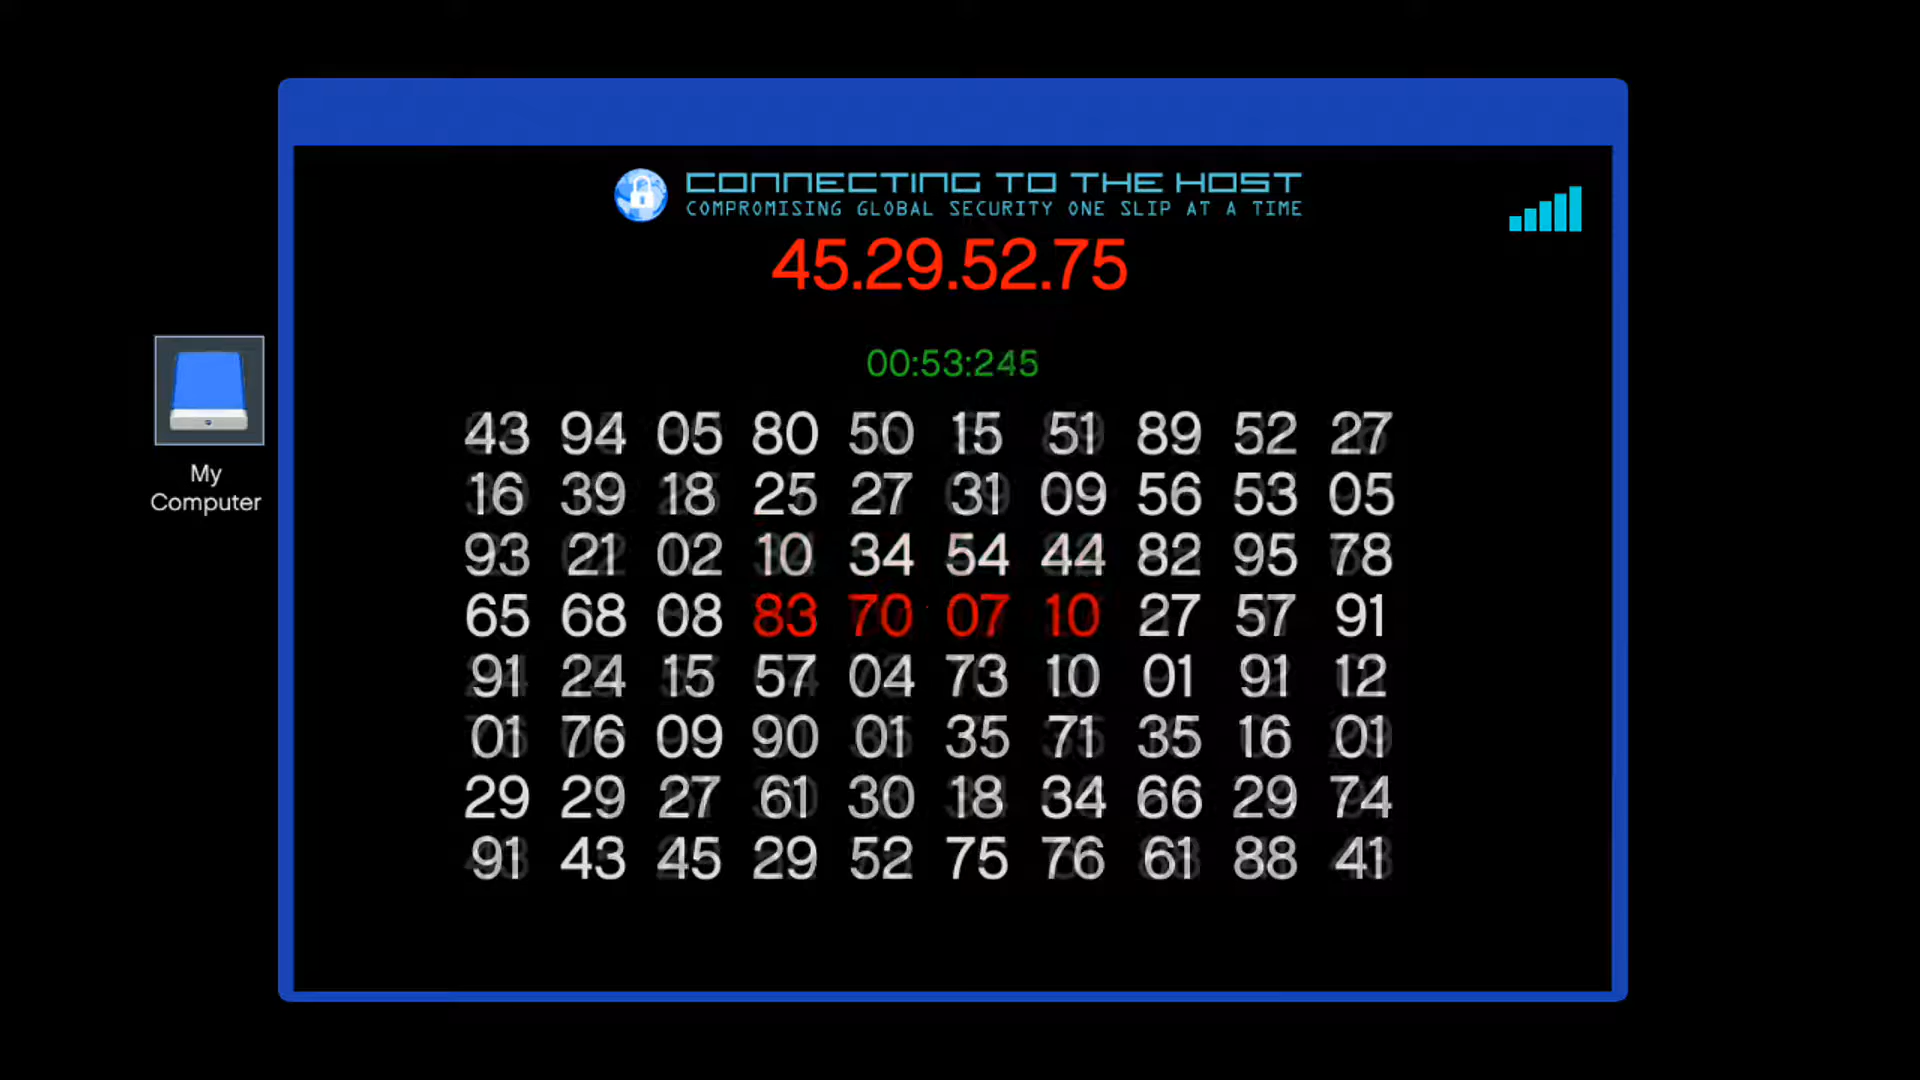 CONNECTING TO THE HOST
COMPROMISING GLOBAL SECURITY ONE SLIP AT A TIME
45.29.52.75
00:53:245
43 94 05 80 50 15 51 89 52 27
16 39 18 25 27 31 09 56 53 05
93 21 02 10 34 54 44 82 95 78
65 68 08 83 70 07 10 27 57 91
91 24 15 57 04 73 10 01 91 12
01 76 09 90 01 35 71 35 16 01
29 29 27 61 30 18 34 66 29 74
91 43 45 29 52 75 76 61 88 41
My
Computer